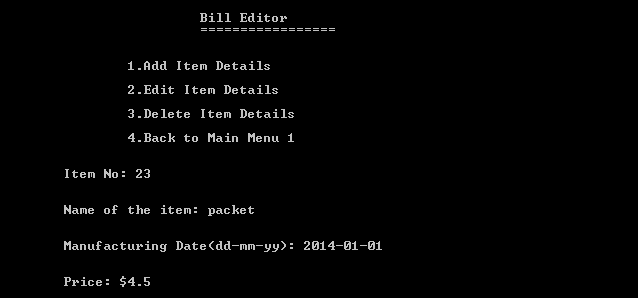 Bill Editor
=================
1.Add Item Details
2.Edit Item Details
3.Delete Item Details
4.Back to Main Menu 1
Item No: 23
Name of the item: packet
Manufacturing Date(dd-mm-yy): 2014-01-01
Price: $4.5